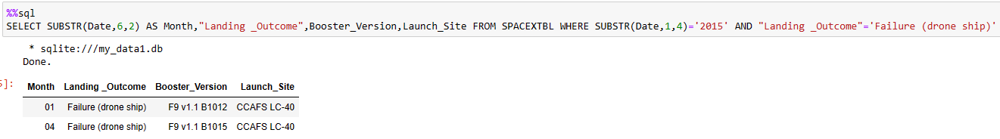 %%sql
SELECT SUBSTR(Date,6,2) AS Month,"Landing _Outcome",Booster_Version,Launch_Site FROM SPACEXTBL WHERE SUBSTR(Date,1,4)='2015' AND "Landing _Outcome"='Failure (drone ship)'
* sqlite:///my_data1.db
Done.
5]:
Month Landing _Outcome Booster_Version Launch_Site
01 Failure (drone ship) F9 v1.1 B1012 CCAFS LC-40
04 Failure (drone ship) F9 v1.1 B1015 CCAFS LC-40